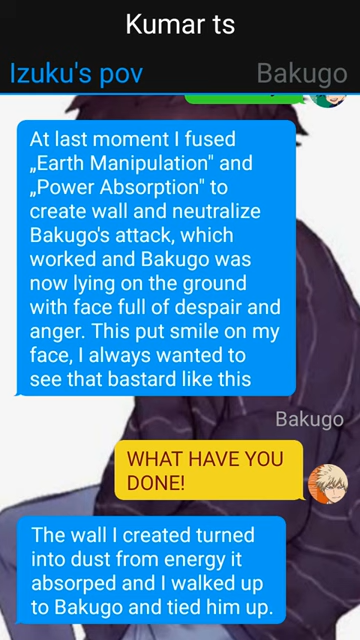 Kumar ts
Izuku's pov
Bakugo
At last moment I fused
„Earth Manipulation" and
„Power Absorption" to
create wall and neutralize
Bakugo's attack, which
worked and Bakugo was
now lying on the ground
with face full of despair and
anger. This put smile on my
face, I always wanted to
see that bastard like this
Bakugo
WHAT HAVE YOU
DONE!
The wall I created turned
into dust from energy it
absorped and I walked up
to Bakugo and tied him up.